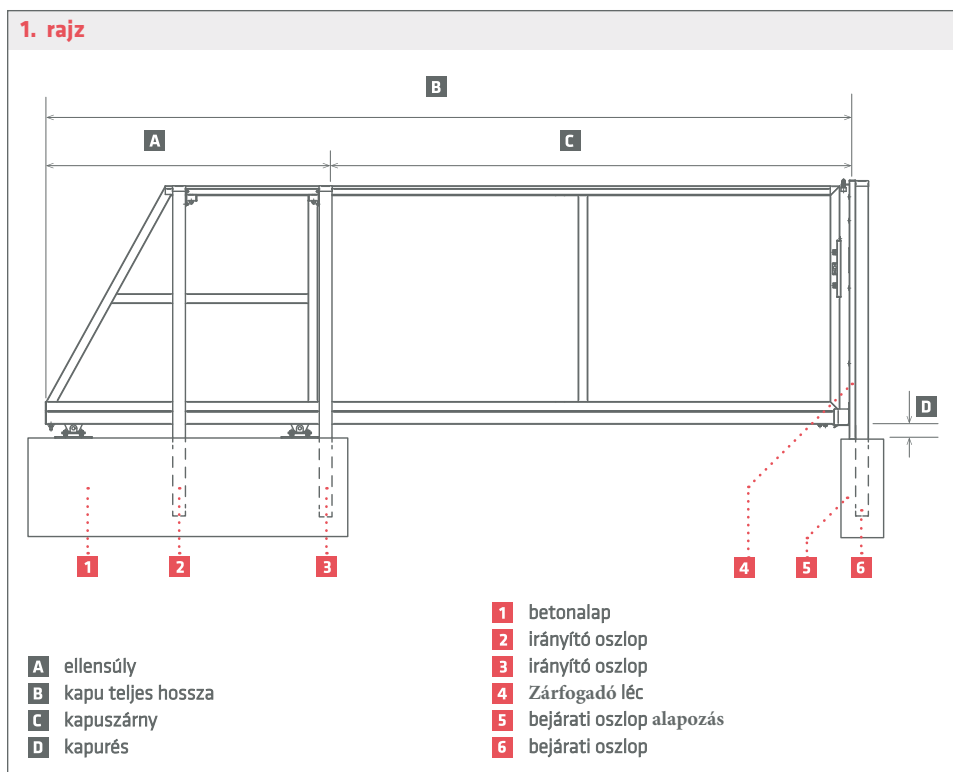 1. rajz
B
A
C
D
1
2
3
4
5
6
A ellensúly
B kapu teljes hossza
C kapuszárny
D kapurés
1 betonalap
2 irányító oszlop
3 irányító oszlop
4 Zárfogadó léc
5 bejárati oszlop alapozás
6 bejárati oszlop